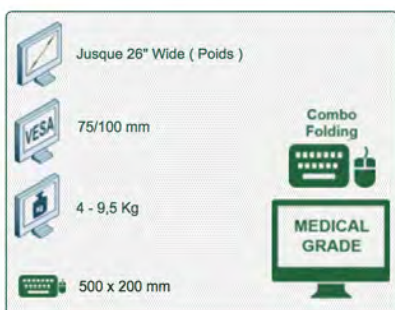 Jusque 26" Wide ( Poids )
VESA
75/100 mm
Combo
Folding
KG
4 - 9,5 Kg
MEDICAL
GRADE
500 x 200 mm